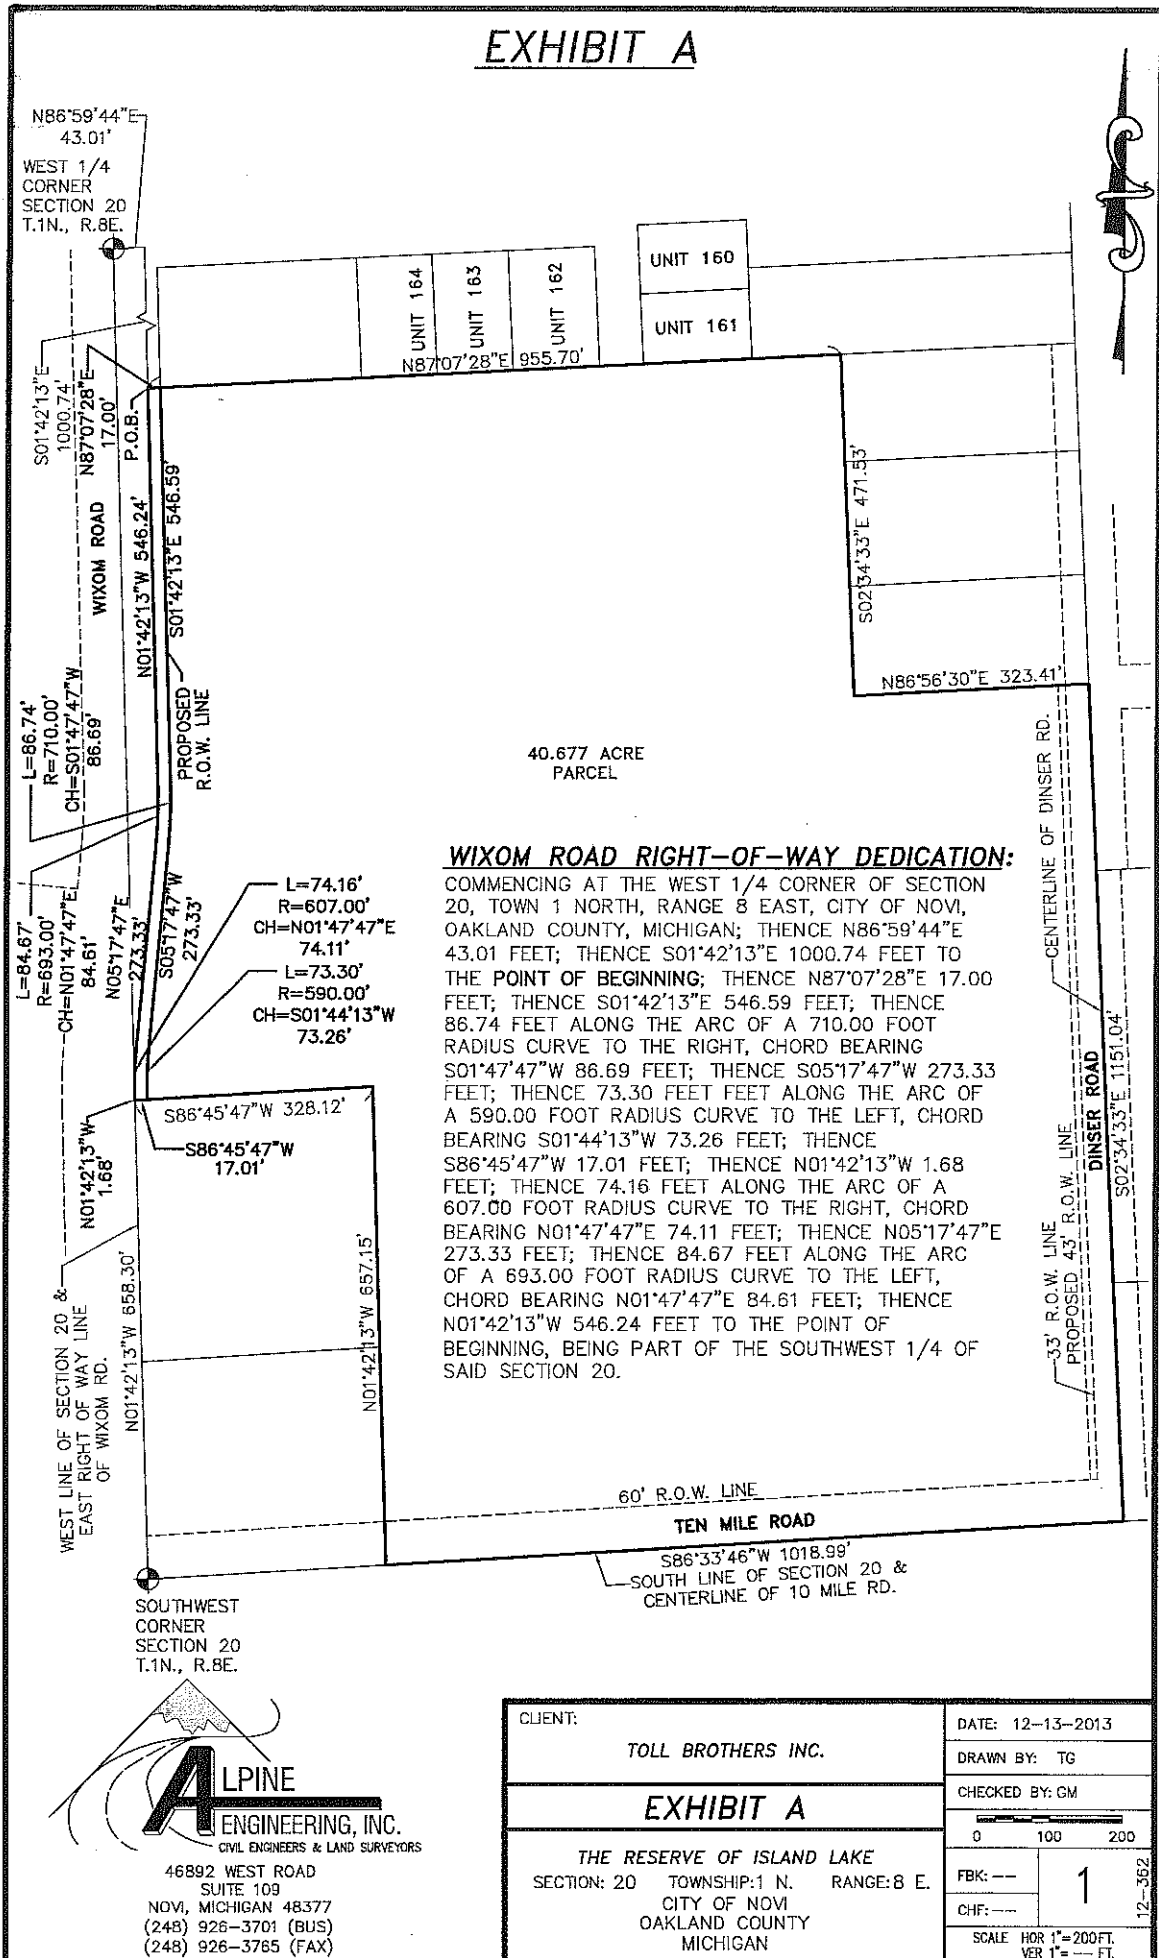 EXHIBIT A
N86°59'44"E
43.01'
WEST 1/4
CORNER
SECTION 20
T.1N., R.8E.
UNIT 164
UNIT 163
UNIT 162
UNIT 160
UNIT 161
N87°07'28"E 955.70'
S01°42'13"E
1000.74'
N87°07'28"E
17.00'
P.O.B.
WIXOM ROAD
N01°42'13"W 546.24'
S01°42'13"E 546.59'
PROPOSED
R.O.W. LINE
S02°34'33"E 471.53'
N86°56'30"E 323.41'
L=86.74'
R=710.00'
CH=S01°47'47"W
86.69'
40.677 ACRE
PARCEL
CENTERLINE OF DINSER RD.
L=84.67'
R=693.00'
CH=N01°47'47"E
84.61'
N05°17'47"E
273.33'
S05°17'47"W
273.33'
L=74.16'
R=607.00'
CH=N01°47'47"E
74.11'
L=73.30'
R=590.00'
CH=S01°44'13"W
73.26'
WIXOM ROAD RIGHT-OF-WAY DEDICATION:
COMMENCING AT THE WEST 1/4 CORNER OF SECTION
20, TOWN 1 NORTH, RANGE 8 EAST, CITY OF NOVI,
OAKLAND COUNTY, MICHIGAN; THENCE N86°59'44"E
43.01 FEET; THENCE S01°42'13"E 1000.74 FEET TO
THE POINT OF BEGINNING; THENCE N87°07'28"E 17.00
FEET; THENCE S01°42'13"E 546.59 FEET; THENCE
86.74 FEET ALONG THE ARC OF A 710.00 FOOT
RADIUS CURVE TO THE RIGHT, CHORD BEARING
S01°47'47"W 86.69 FEET; THENCE S05°17'47"W 273.33
FEET; THENCE 73.30 FEET FEET ALONG THE ARC OF
A 590.00 FOOT RADIUS CURVE TO THE LEFT, CHORD
BEARING S01°44'13"W 73.26 FEET; THENCE
S86°45'47"W 17.01 FEET; THENCE N01°42'13"W 1.68
FEET; THENCE 74.16 FEET ALONG THE ARC OF A
607.00 FOOT RADIUS CURVE TO THE RIGHT, CHORD
BEARING N01°47'47"E 74.11 FEET; THENCE N05°17'47"E
273.33 FEET; THENCE 84.67 FEET ALONG THE ARC
OF A 693.00 FOOT RADIUS CURVE TO THE LEFT,
CHORD BEARING N01°47'47"E 84.61 FEET; THENCE
N01°42'13"W 546.24 FEET TO THE POINT OF
BEGINNING, BEING PART OF THE SOUTHWEST 1/4 OF
SAID SECTION 20.
S86°45'47"W 328.12'
S86°45'47"W
17.01'
N01°42'13"W
1.68'
WEST LINE OF SECTION 20 &
EAST RIGHT OF WAY LINE
OF WIXOM RD.
N01°42'13"W 658.30'
N01°42'13"W 657.15'
33' R.O.W. LINE
PROPOSED 43' R.O.W. LINE
DINSER ROAD
S02°34'33"E 1151.04'
60' R.O.W. LINE
TEN MILE ROAD
S86°33'46"W 1018.99'
SOUTH LINE OF SECTION 20 &
CENTERLINE OF 10 MILE RD.
SOUTHWEST
CORNER
SECTION 20
T.1N., R.8E.
ALPINE
ENGINEERING, INC.
CIVIL ENGINEERS & LAND SURVEYORS
46892 WEST ROAD
SUITE 109
NOVI, MICHIGAN 48377
(248) 926-3701 (BUS)
(248) 926-3765 (FAX)
CLIENT:
TOLL BROTHERS INC.
EXHIBIT A
THE RESERVE OF ISLAND LAKE
SECTION: 20 TOWNSHIP:1 N. RANGE:8 E.
CITY OF NOVI
OAKLAND COUNTY
MICHIGAN
DATE: 12-13-2013
DRAWN BY: TG
CHECKED BY: GM
0 100 200
FBK: --
CHF: --
1
12-362
SCALE HOR 1"=200FT.
VER 1"= -- FT.